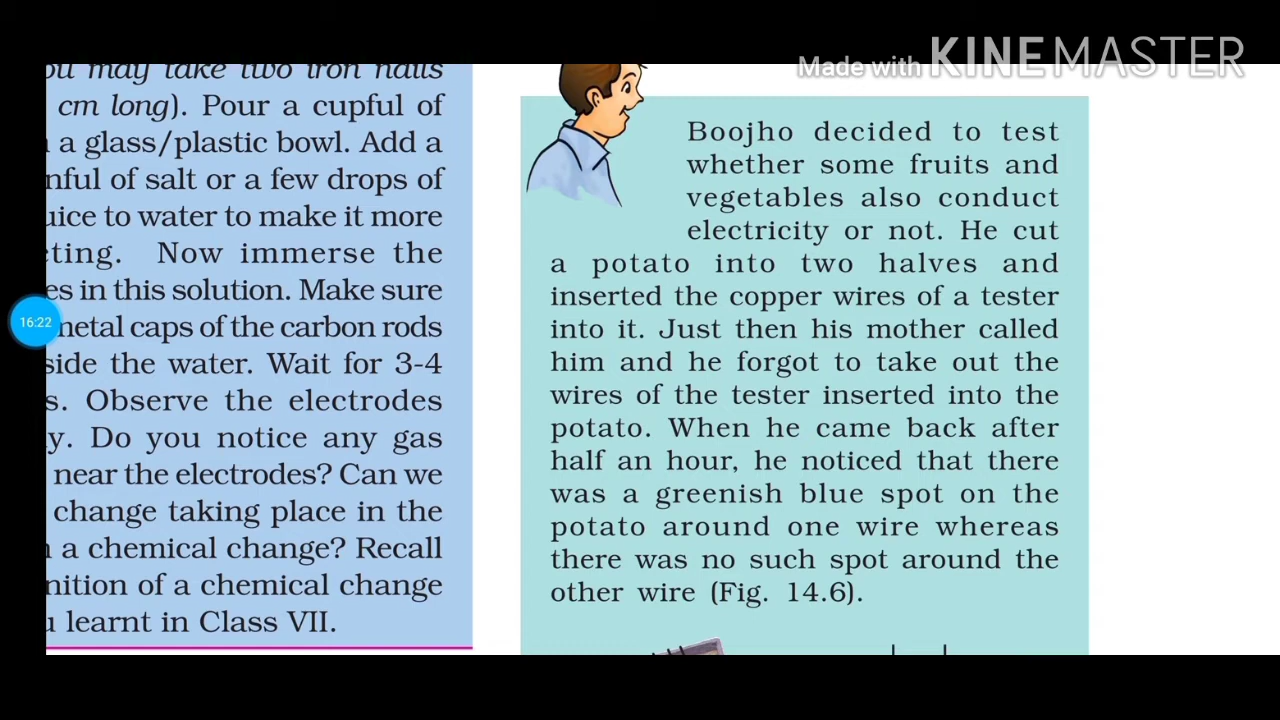 Made with KINEMASTER
ou may take two iron nails
cm long). Pour a cupful of
a glass/plastic bowl. Add a
nful of salt or a few drops of
uice to water to make it more
cting. Now immerse the
es in this solution. Make sure
metal caps of the carbon rods
side the water. Wait for 3-4
s. Observe the electrodes
y. Do you notice any gas
near the electrodes? Can we
change taking place in the
a chemical change? Recall
nition of a chemical change
u learnt in Class VII.
16:22
Boojho decided to test
whether some fruits and
vegetables also conduct
electricity or not. He cut
a potato into two halves and
inserted the copper wires of a tester
into it. Just then his mother called
him and he forgot to take out the
wires of the tester inserted into the
potato. When he came back after
half an hour, he noticed that there
was a greenish blue spot on the
potato around one wire whereas
there was no such spot around the
other wire (Fig. 14.6).